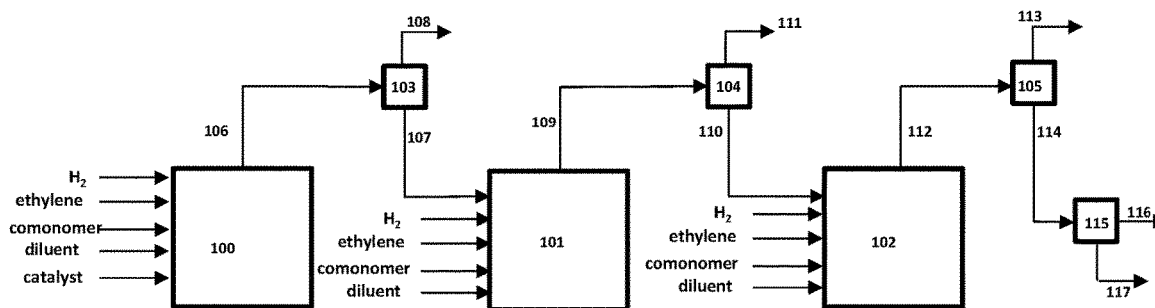 108
111
113
103
104
105
106
107
109
110
112
114
H₂
ethylene
comonomer
diluent
catalyst
100
H₂
ethylene
comonomer
diluent
101
H₂
ethylene
comonomer
diluent
102
115
116
117